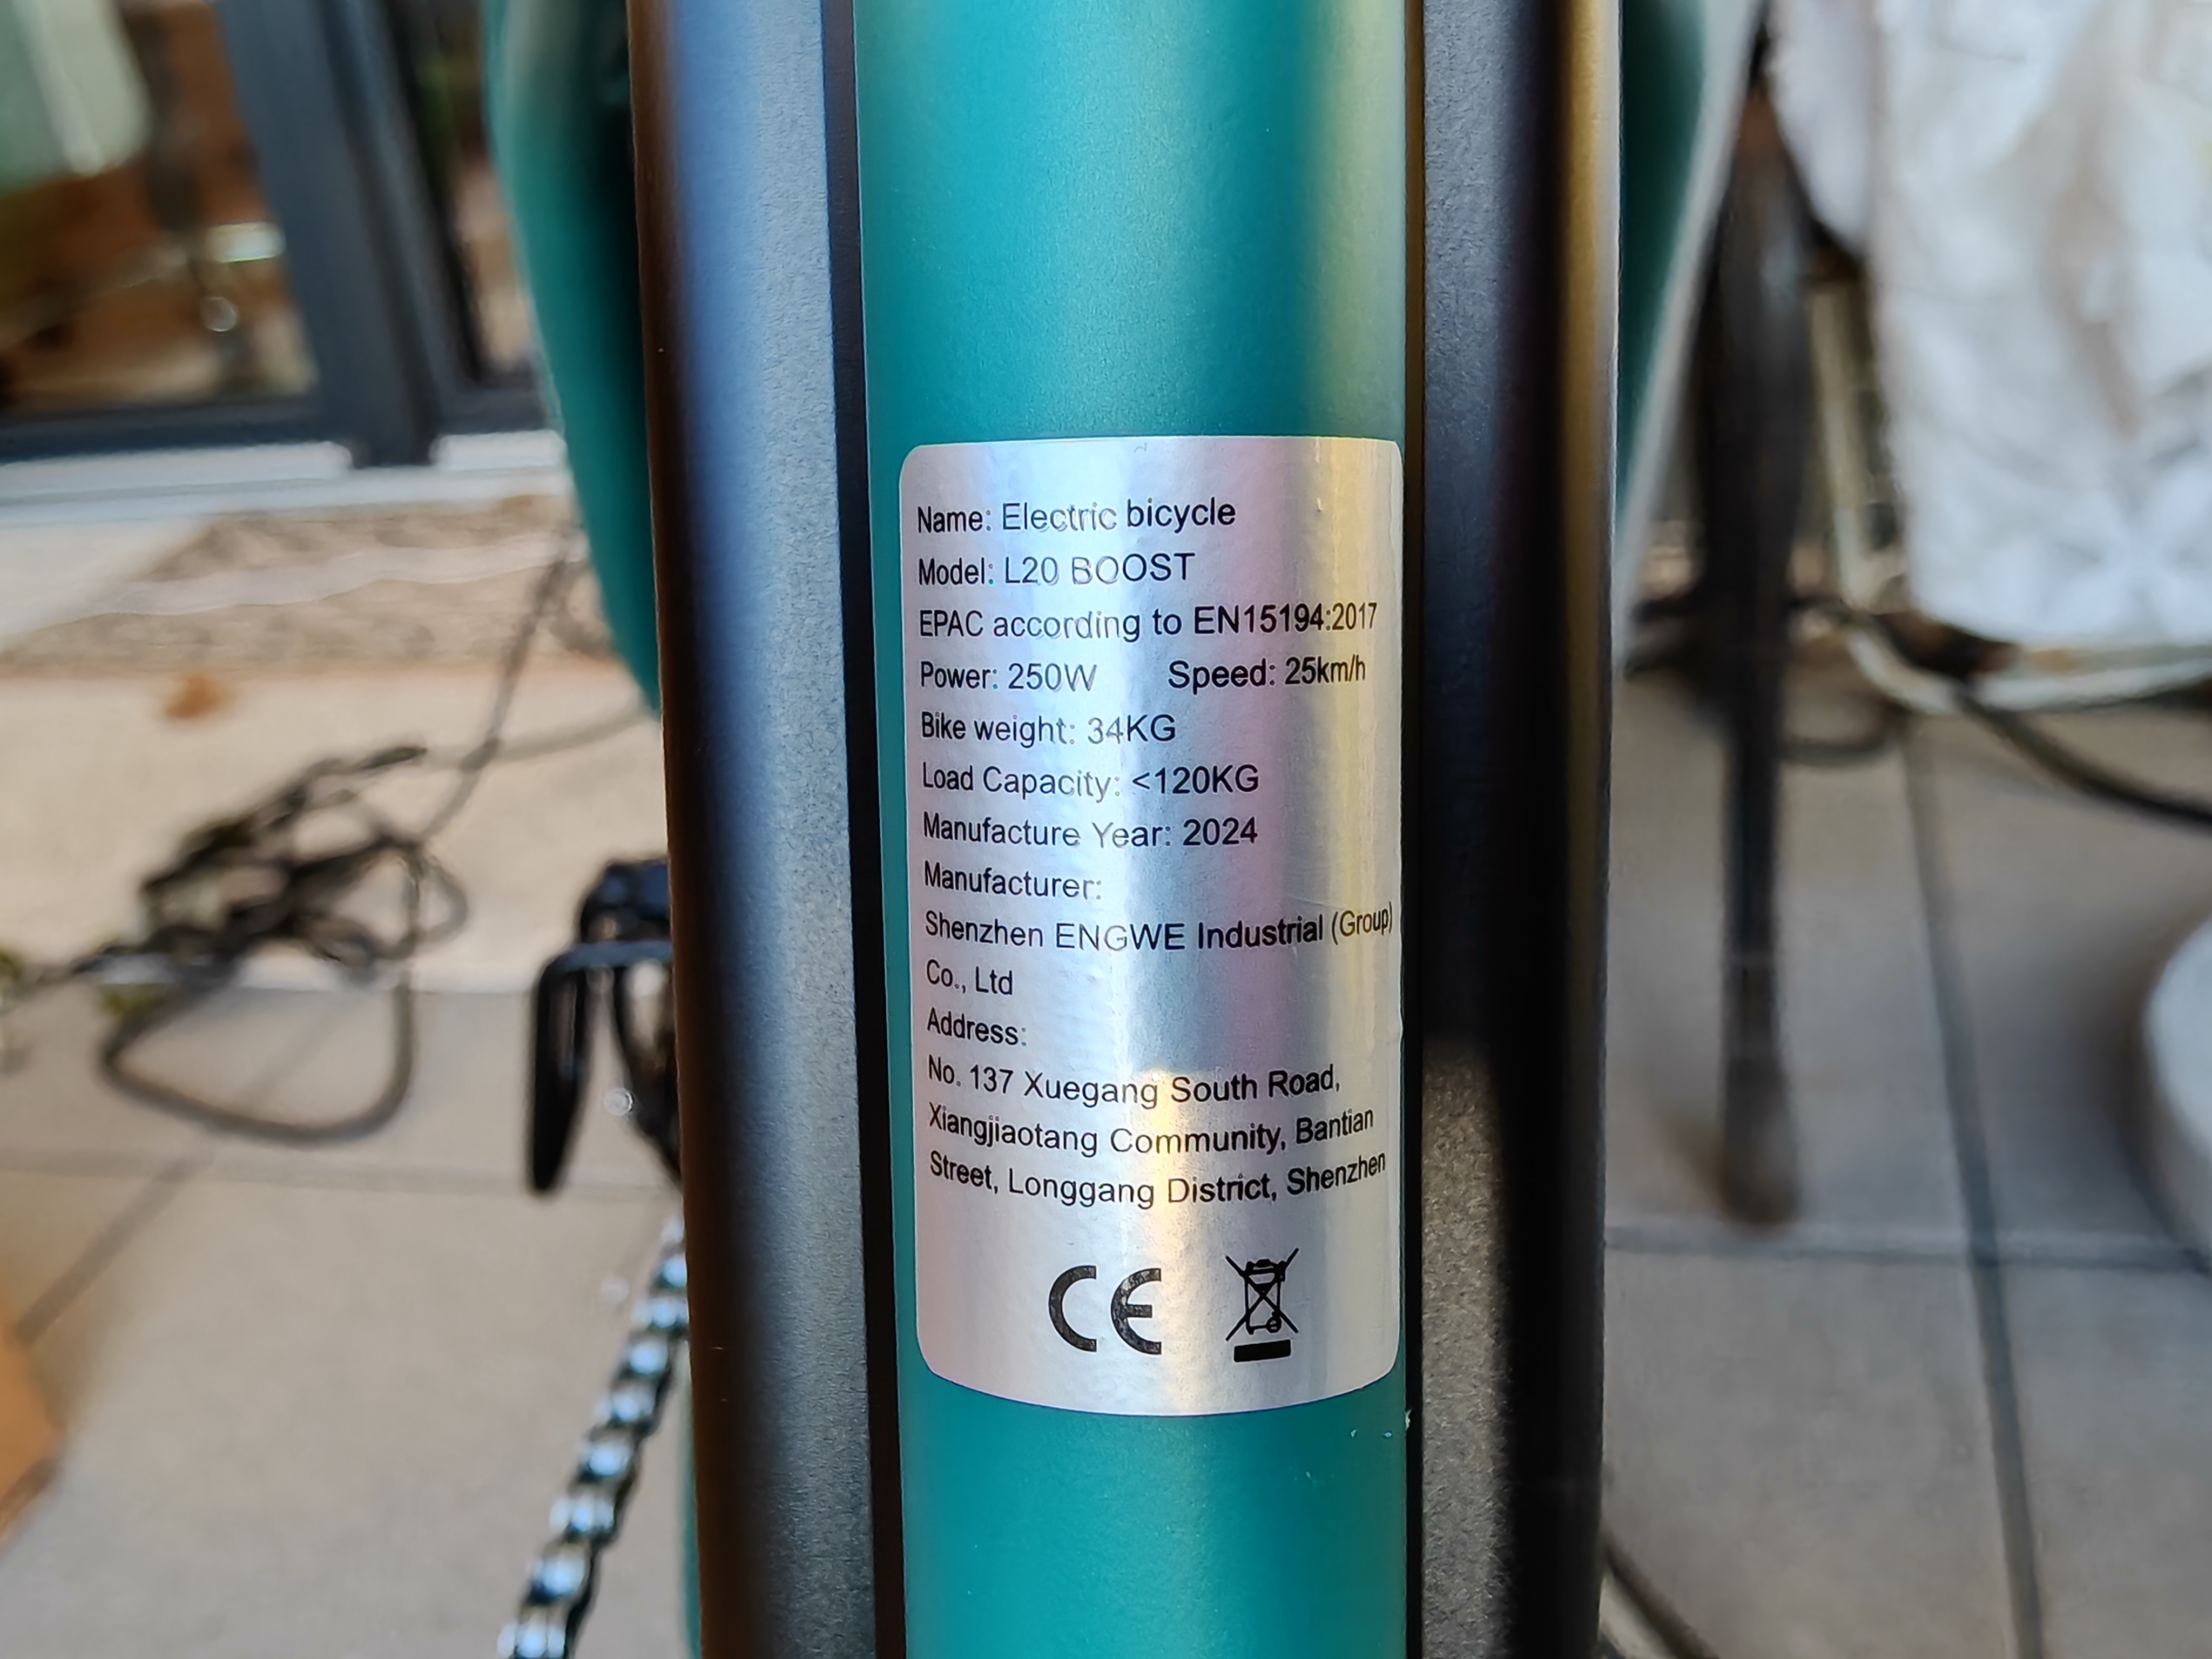 Name: Electric bicycle
Model: L20 BOOST
EPAC according to EN15194:2017
Power: 250W Speed: 25km/h
Bike weight: 34KG
Load Capacity: <120KG
Manufacture Year: 2024
Manufacturer:
Shenzhen ENGWE Industrial (Group)
Co., Ltd
Address:
No. 137 Xuegang South Road,
Xiangjiaotang Community, Bantian
Street, Longgang District, Shenzhen
CE